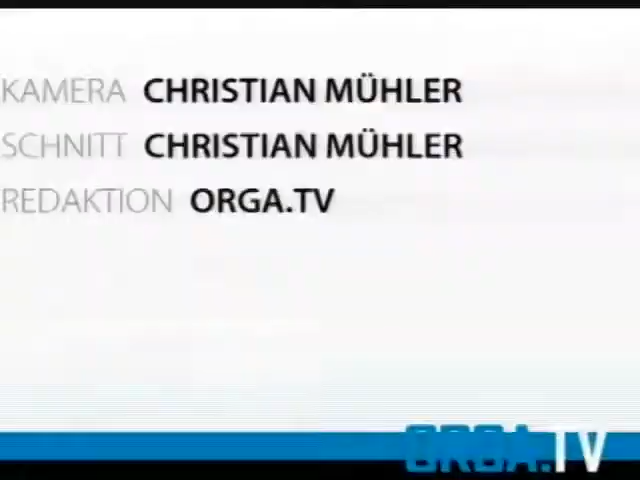 KAMERA CHRISTIAN MÜHLER
SCHNITT CHRISTIAN MÜHLER
REDAKTION ORGA.TV
ORGA.TV